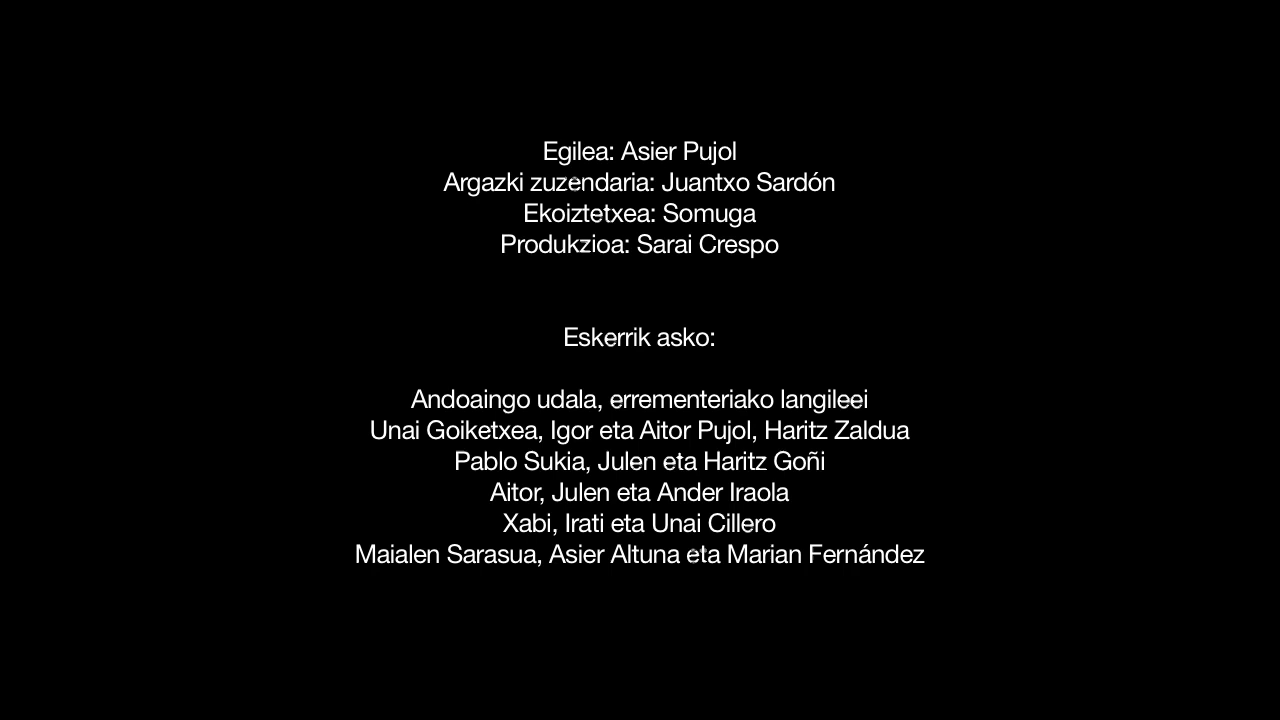 Egilea: Asier Pujol
Argazki zuzendaria: Juantxo Sardón
Ekoiztetxea: Somuga
Produkzioa: Sarai Crespo
Eskerrik asko:
Andoaingo udala, errementeriako langileei
Unai Goiketxea, Igor eta Aitor Pujol, Haritz Zaldua
Pablo Sukia, Julen eta Haritz Goñi
Aitor, Julen eta Ander Iraola
Xabi, Irati eta Unai Cillero
Maialen Sarasua, Asier Altuna eta Marian Fernández